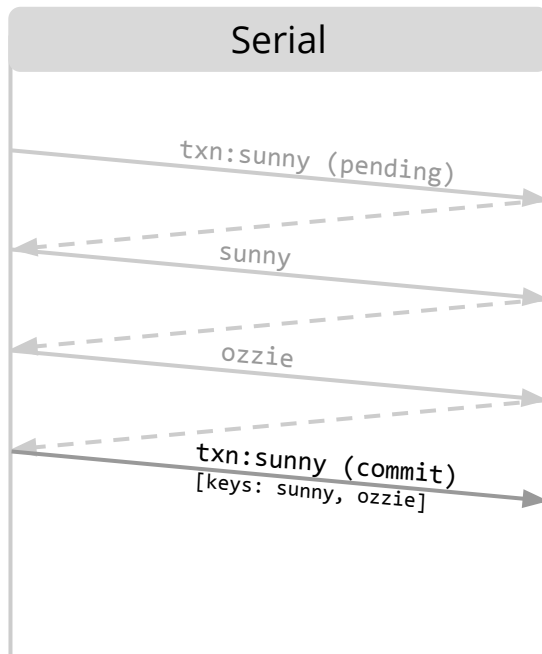 Serial
txn:sunny (pending)
sunny
ozzie
txn:sunny (commit)
[keys: sunny, ozzie]